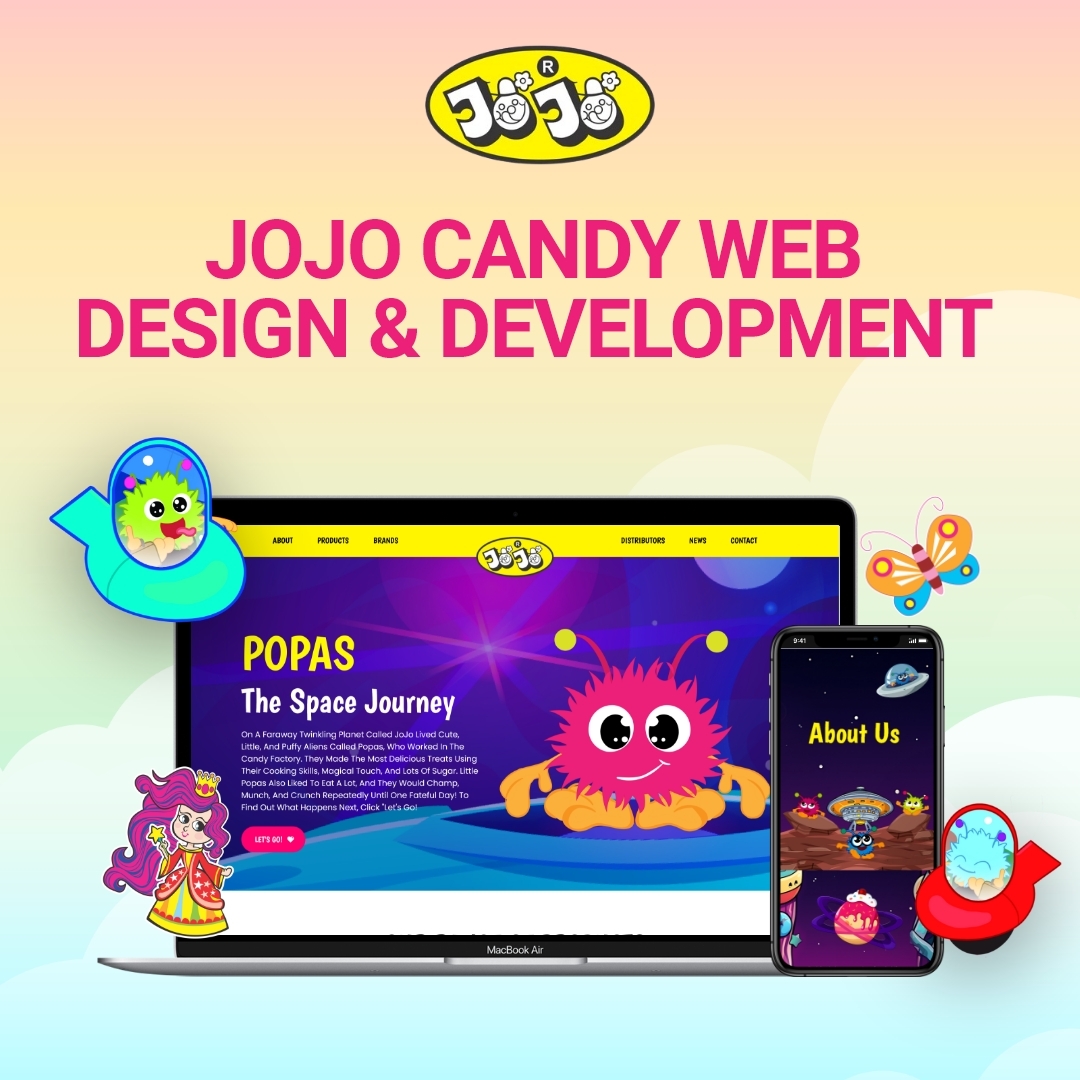 JOJO
R
JOJO CANDY WEB
DESIGN & DEVELOPMENT
ABOUT PRODUCTS BRANDS JOJO R DISTRIBUTORS NEWS CONTACT
POPAS
The Space Journey
On A Faraway Twinkling Planet Called JoJo Lived Cute,
Little, And Puffy Aliens Called Popas, Who Worked In The
Candy Factory. They Made The Most Delicious Treats Using
Their Cooking Skills, Magical Touch, And Lots Of Sugar. Little
Popas Also Liked To Eat A Lot, And They Would Champ,
Munch, And Crunch Repeatedly Until One Fateful Day! To
Find Out What Happens Next, Click "Let's Go!
LET'S GO!
9:41
About Us
MacBook Air